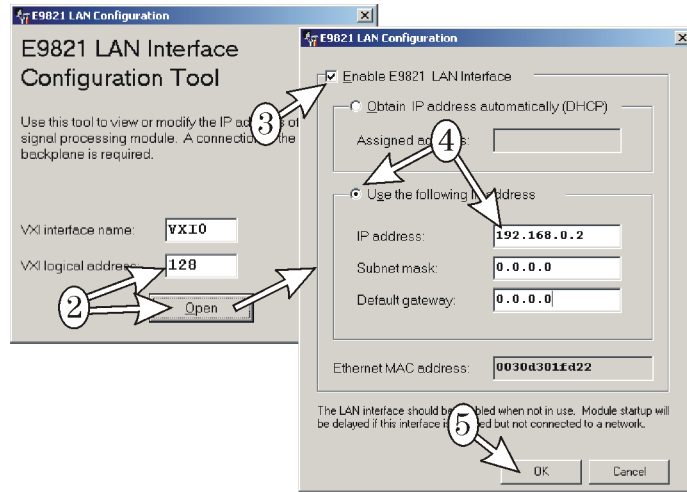 E9821 LAN Configuration
E9821 LAN Interface
Configuration Tool
Use this tool to view or modify the IP of
signal processing module. A the
backplane is required.
VXI interface name: VXI0
VXI logical address: 128
2
Open
3
E9821 LAN Configuration
Enable E9821 LAN Interface
Obtain IP address automatically (DHCP)
Assigned
4
Use the following address
IP address: 192.168.0.2
Subnet mask: 0.0.0.0
Default gateway: 0.0.0.0
Ethernet MAC address: 0030d301fd22
The LAN interface should be when not in use. Module startup will
be delayed if this interface is but not connected to a network.
5
OK
Cancel